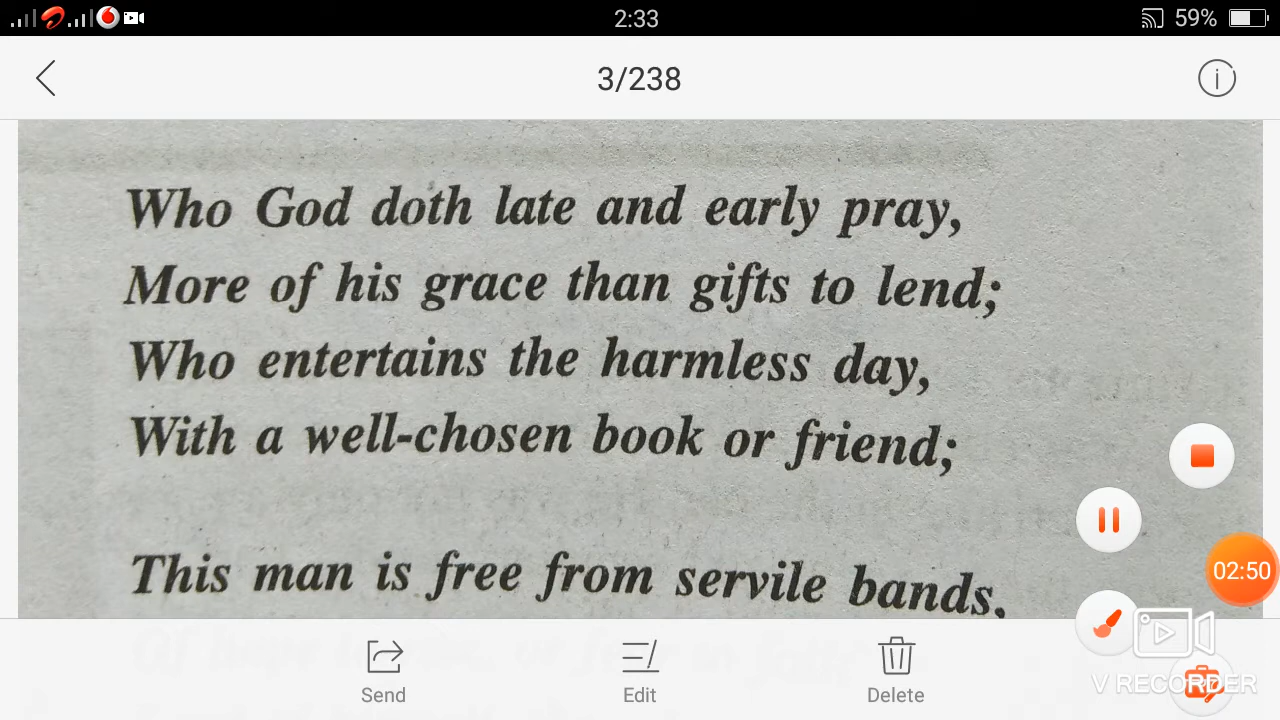 2:33
59%
3/238
Who God doth late and early pray,
More of his grace than gifts to lend;
Who entertains the harmless day,
With a well-chosen book or friend;
This man is free from servile bands,
02:50
Send
Edit
Delete
V RECORDER